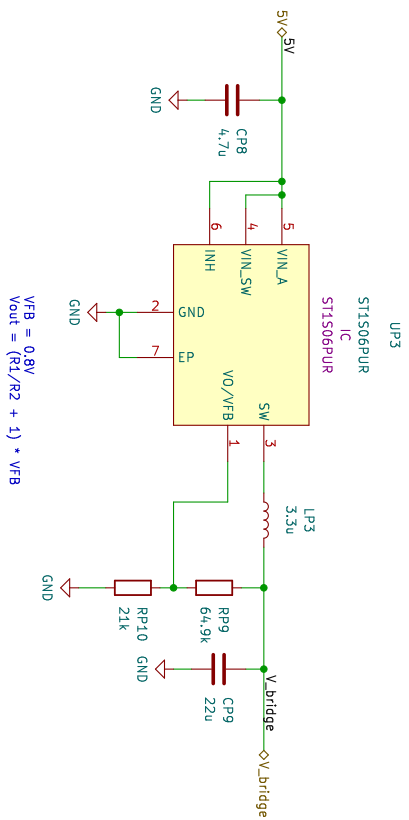 5V
5V
GND
CP8
4.7u
6
4
5
INH
VIN_SW
VIN_A
UP3
ST1S06PUR
IC
ST1S06PUR
2
GND
GND
7
EP
VO/VFB
SW
1
3
VFB = 0.8V
Vout = (R1/R2 + 1) * VFB
LP3
3.3u
GND
RP10
21k
RP9
64.9k
GND
CP9
22u
V_bridge
V_bridge